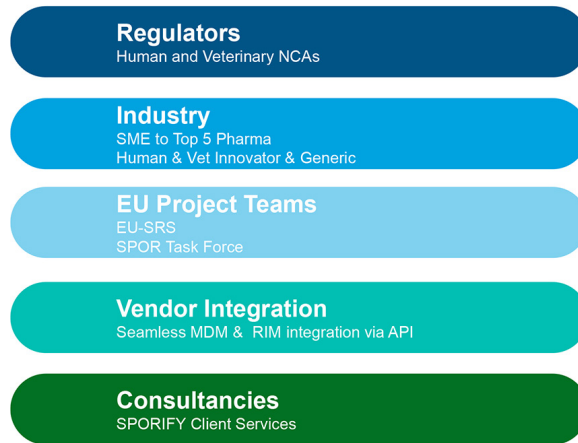 Regulators
Human and Veterinary NCAs
Industry
SME to Top 5 Pharma
Human & Vet Innovator & Generic
EU Project Teams
EU-SRS
SPOR Task Force
Vendor Integration
Seamless MDM & RIM integration via API
Consultancies
SPORIFY Client Services